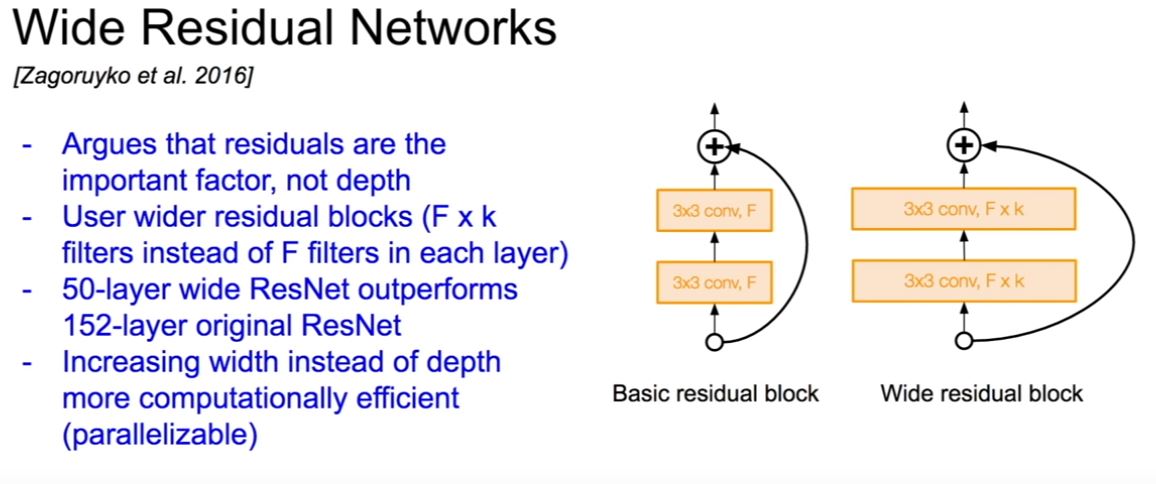 Wide Residual Networks
[Zagoruyko et al. 2016]
- Argues that residuals are the
important factor, not depth
- User wider residual blocks (F x k
filters instead of F filters in each layer)
- 50-layer wide ResNet outperforms
152-layer original ResNet
- Increasing width instead of depth
more computationally efficient
(parallelizable)
+
3x3 conv, F
3x3 conv, F
Basic residual block
+
3x3 conv, F x k
3x3 conv, F x k
Wide residual block